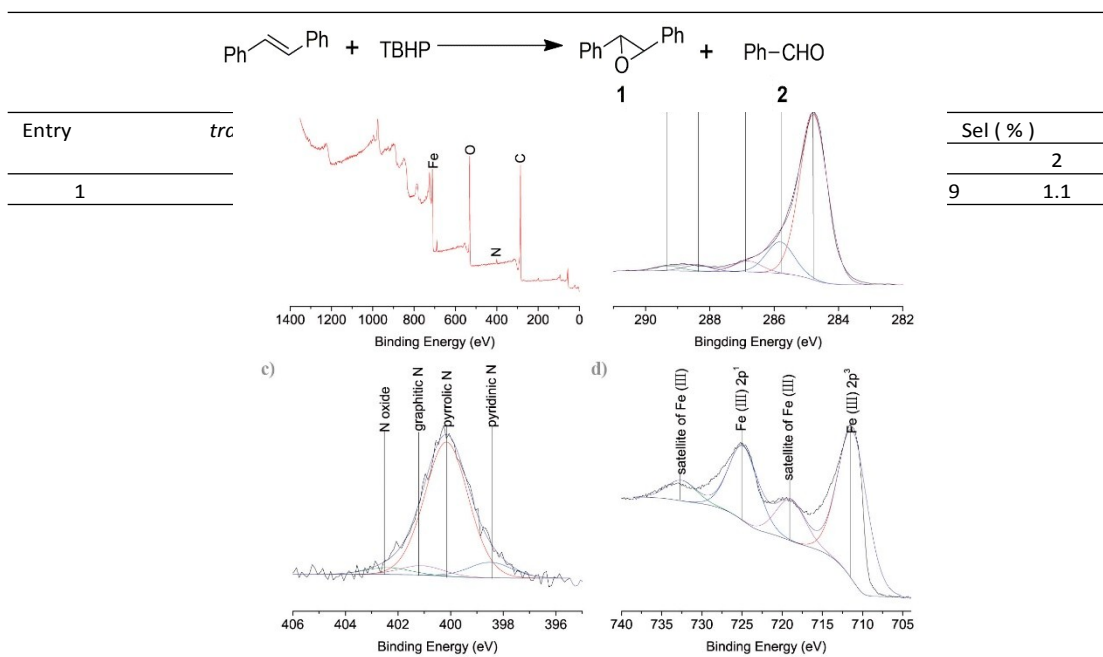 Ph Ph + TBHP Ph O Ph + Ph-CHO
1 2
Entry Sel ( % )
2
1 9 1.1
Fe O N C
1400 1200 1000 800 600 400 200 0
Binding Energy (eV)
290 288 286 284 282
Bingding Energy (eV)
c)
N oxide
graphitic N
pyrrolic N
pyridinic N
406 404 402 400 398 396
Binding Energy (eV)
d)
satellite of Fe (III)
Fe (III) 2p¹
satellite of Fe (III)
Fe (III) 2p³
740 735 730 725 720 715 710 705
Binding Energy (eV)